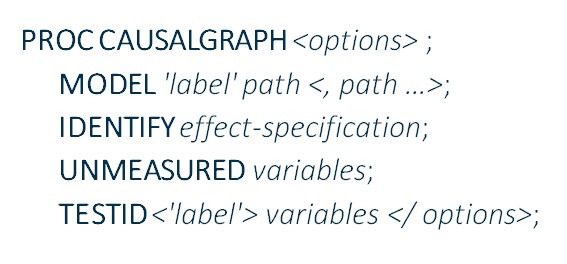 PROC CAUSALGRAPH <options> ;
MODEL 'label' path <, path ...>;
IDENTIFY effect-specification;
UNMEASURED variables;
TESTID <'label'> variables </ options>;